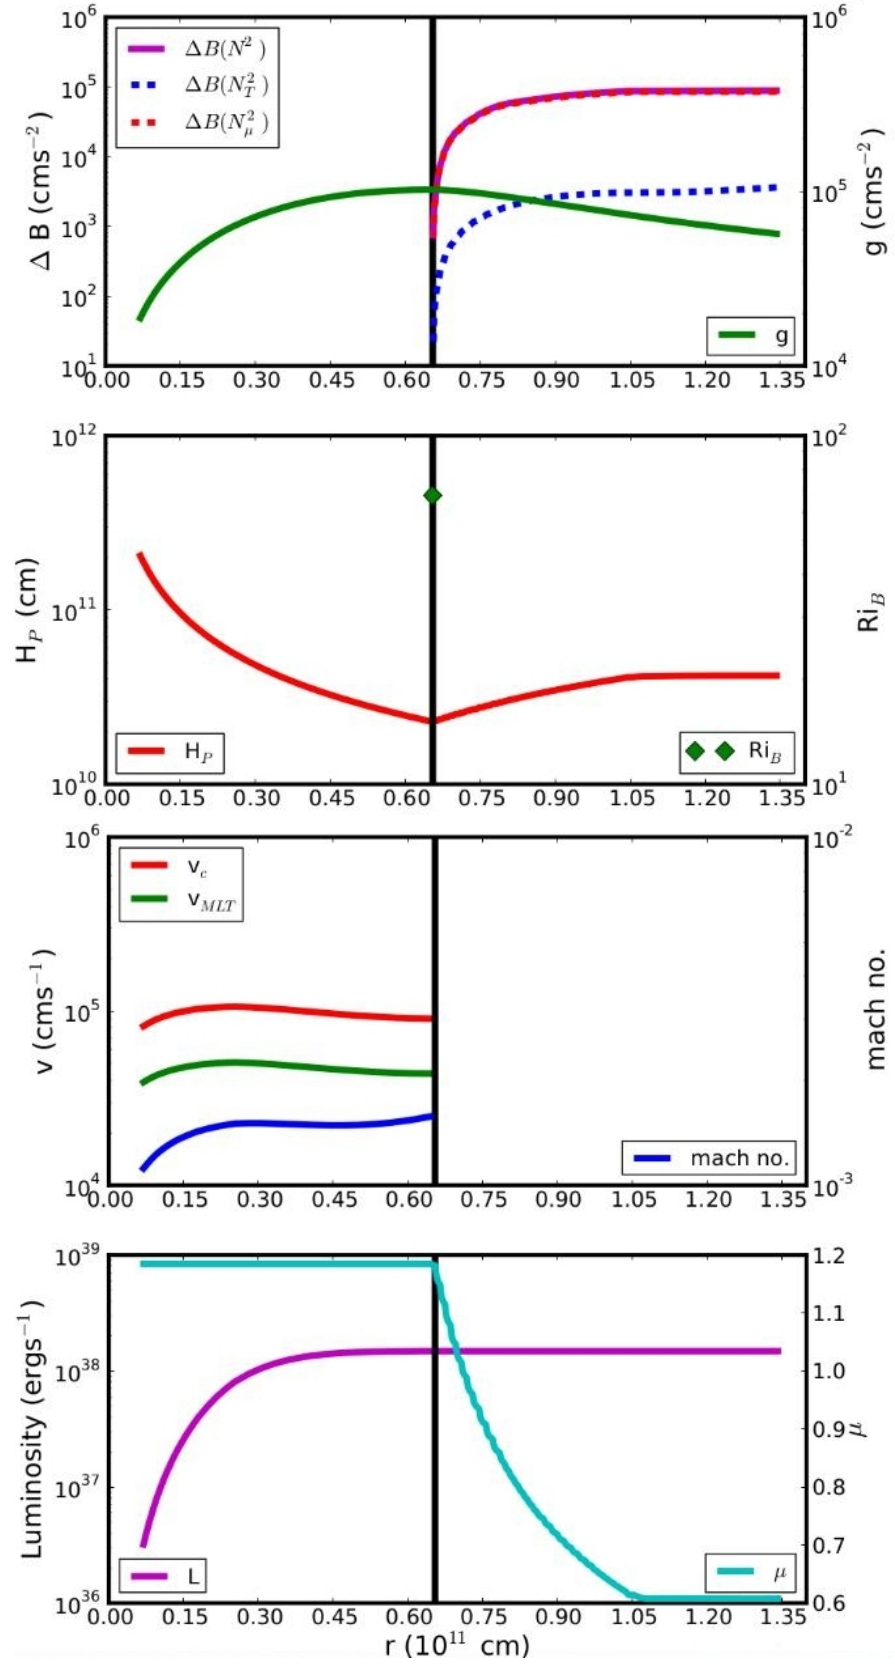 10^6
10^5
10^4
10^3
10^2
10^1
Δ B (cms^−2)
ΔB(N^2)
ΔB(N_T^2)
ΔB(N_μ^2)
g
10^6
10^5
10^4
g (cms^−2)
0.00 0.15 0.30 0.45 0.60 0.75 0.90 1.05 1.20 1.35
10^12
10^11
10^10
H_P (cm)
H_P
Ri_B
10^2
10^1
Ri_B
0.00 0.15 0.30 0.45 0.60 0.75 0.90 1.05 1.20 1.35
10^6
10^5
10^4
v (cms^−1)
v_c
v_MLT
mach no.
10^-2
10^-3
mach no.
0.00 0.15 0.30 0.45 0.60 0.75 0.90 1.05 1.20 1.35
10^39
10^38
10^37
10^36
Luminosity (ergs^−1)
L
μ
1.2
1.1
1.0
0.9
0.8
0.7
0.6
μ
0.00 0.15 0.30 0.45 0.60 0.75 0.90 1.05 1.20 1.35
r (10^11 cm)